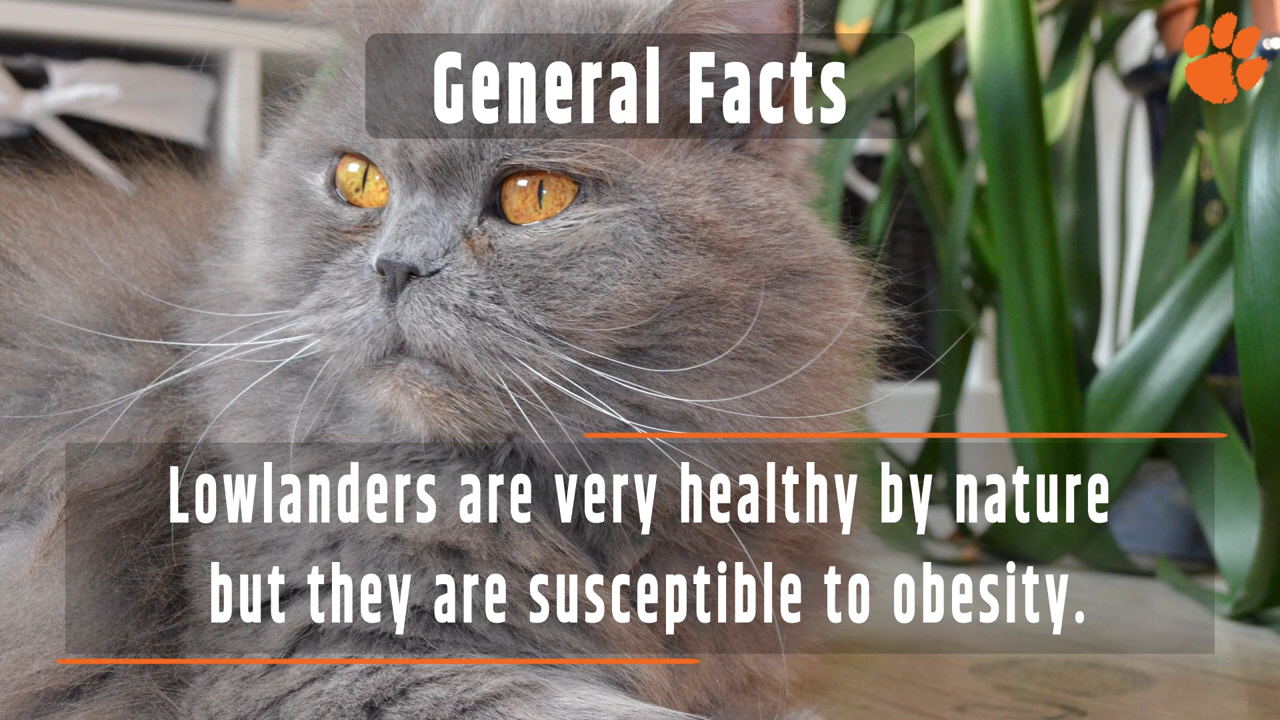 General Facts
Lowlanders are very healthy by nature
but they are susceptible to obesity.